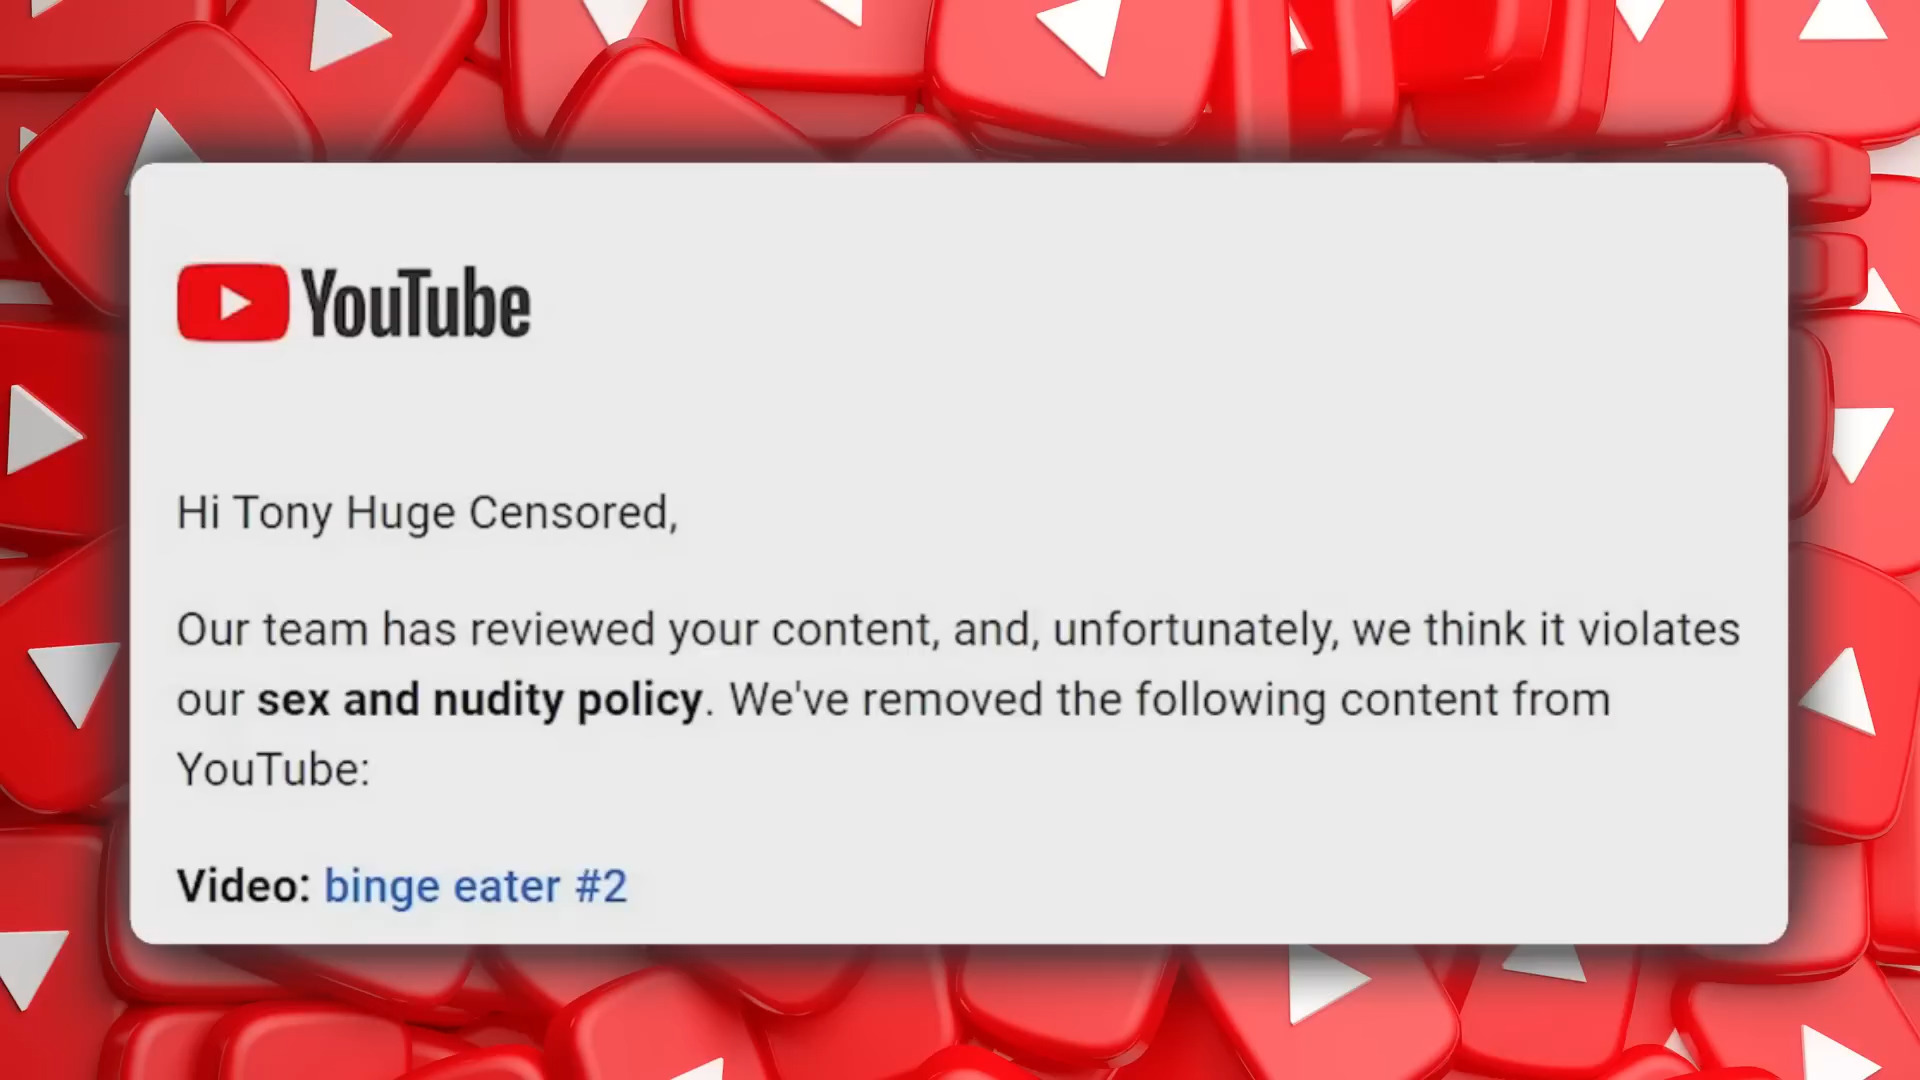 YouTube
Hi Tony Huge Censored,
Our team has reviewed your content, and, unfortunately, we think it violates
our sex and nudity policy. We've removed the following content from
YouTube:
Video: binge eater #2